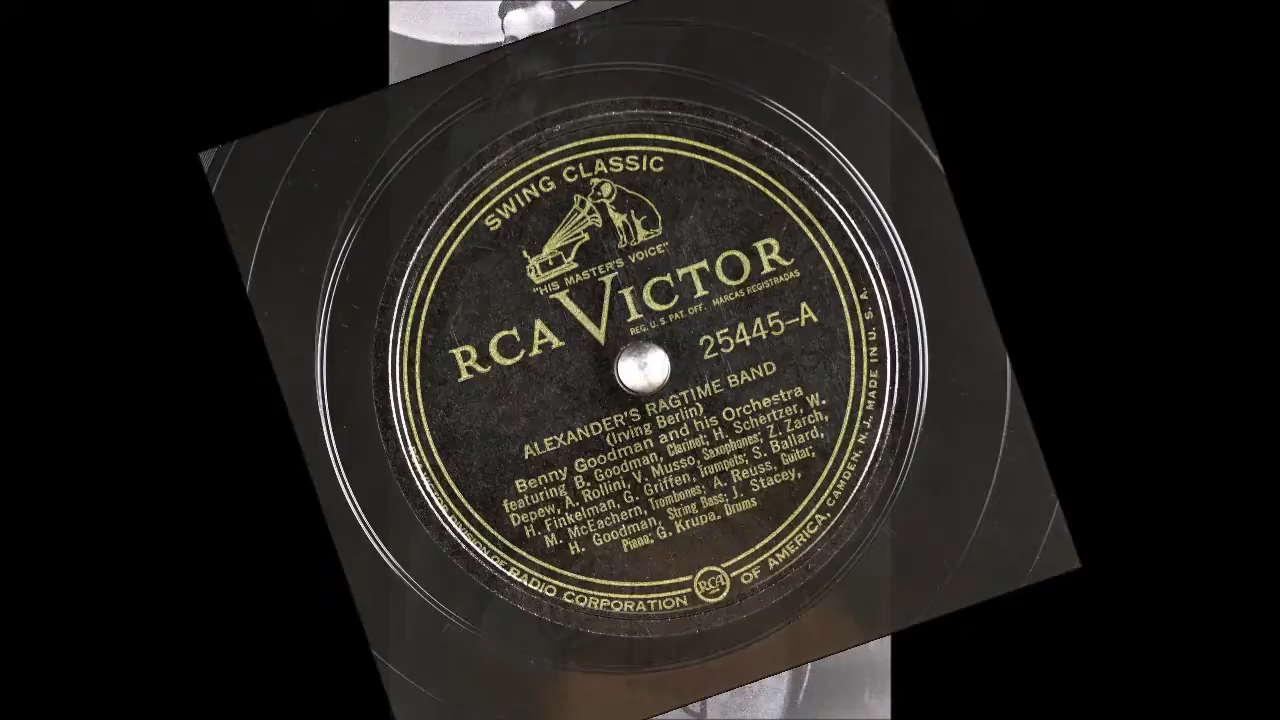 SWING CLASSIC
"HIS MASTER'S VOICE"
RCA VICTOR
REG. U.S. PAT. OFF. MARCAS REGISTRADAS
25445-A
ALEXANDER'S RAGTIME BAND
(Irving Berlin)
Benny Goodman and his Orchestra
featuring B. Goodman, Clarinet; H. Schertzer, W.
Depew, A. Rollini, V. Musso, Saxophones; Z. Zarch,
H. Finkelman, G. Griffen, Trumpets; S. Ballard,
M. McEachern, Trombones; A. Reuss, Guitar;
H. Goodman, String Bass; J. Stacey,
Piano; G. Krupa, Drums
DIVISION OF RADIO CORPORATION RCA OF AMERICA, CAMDEN, N.J., MADE IN U.S.A.